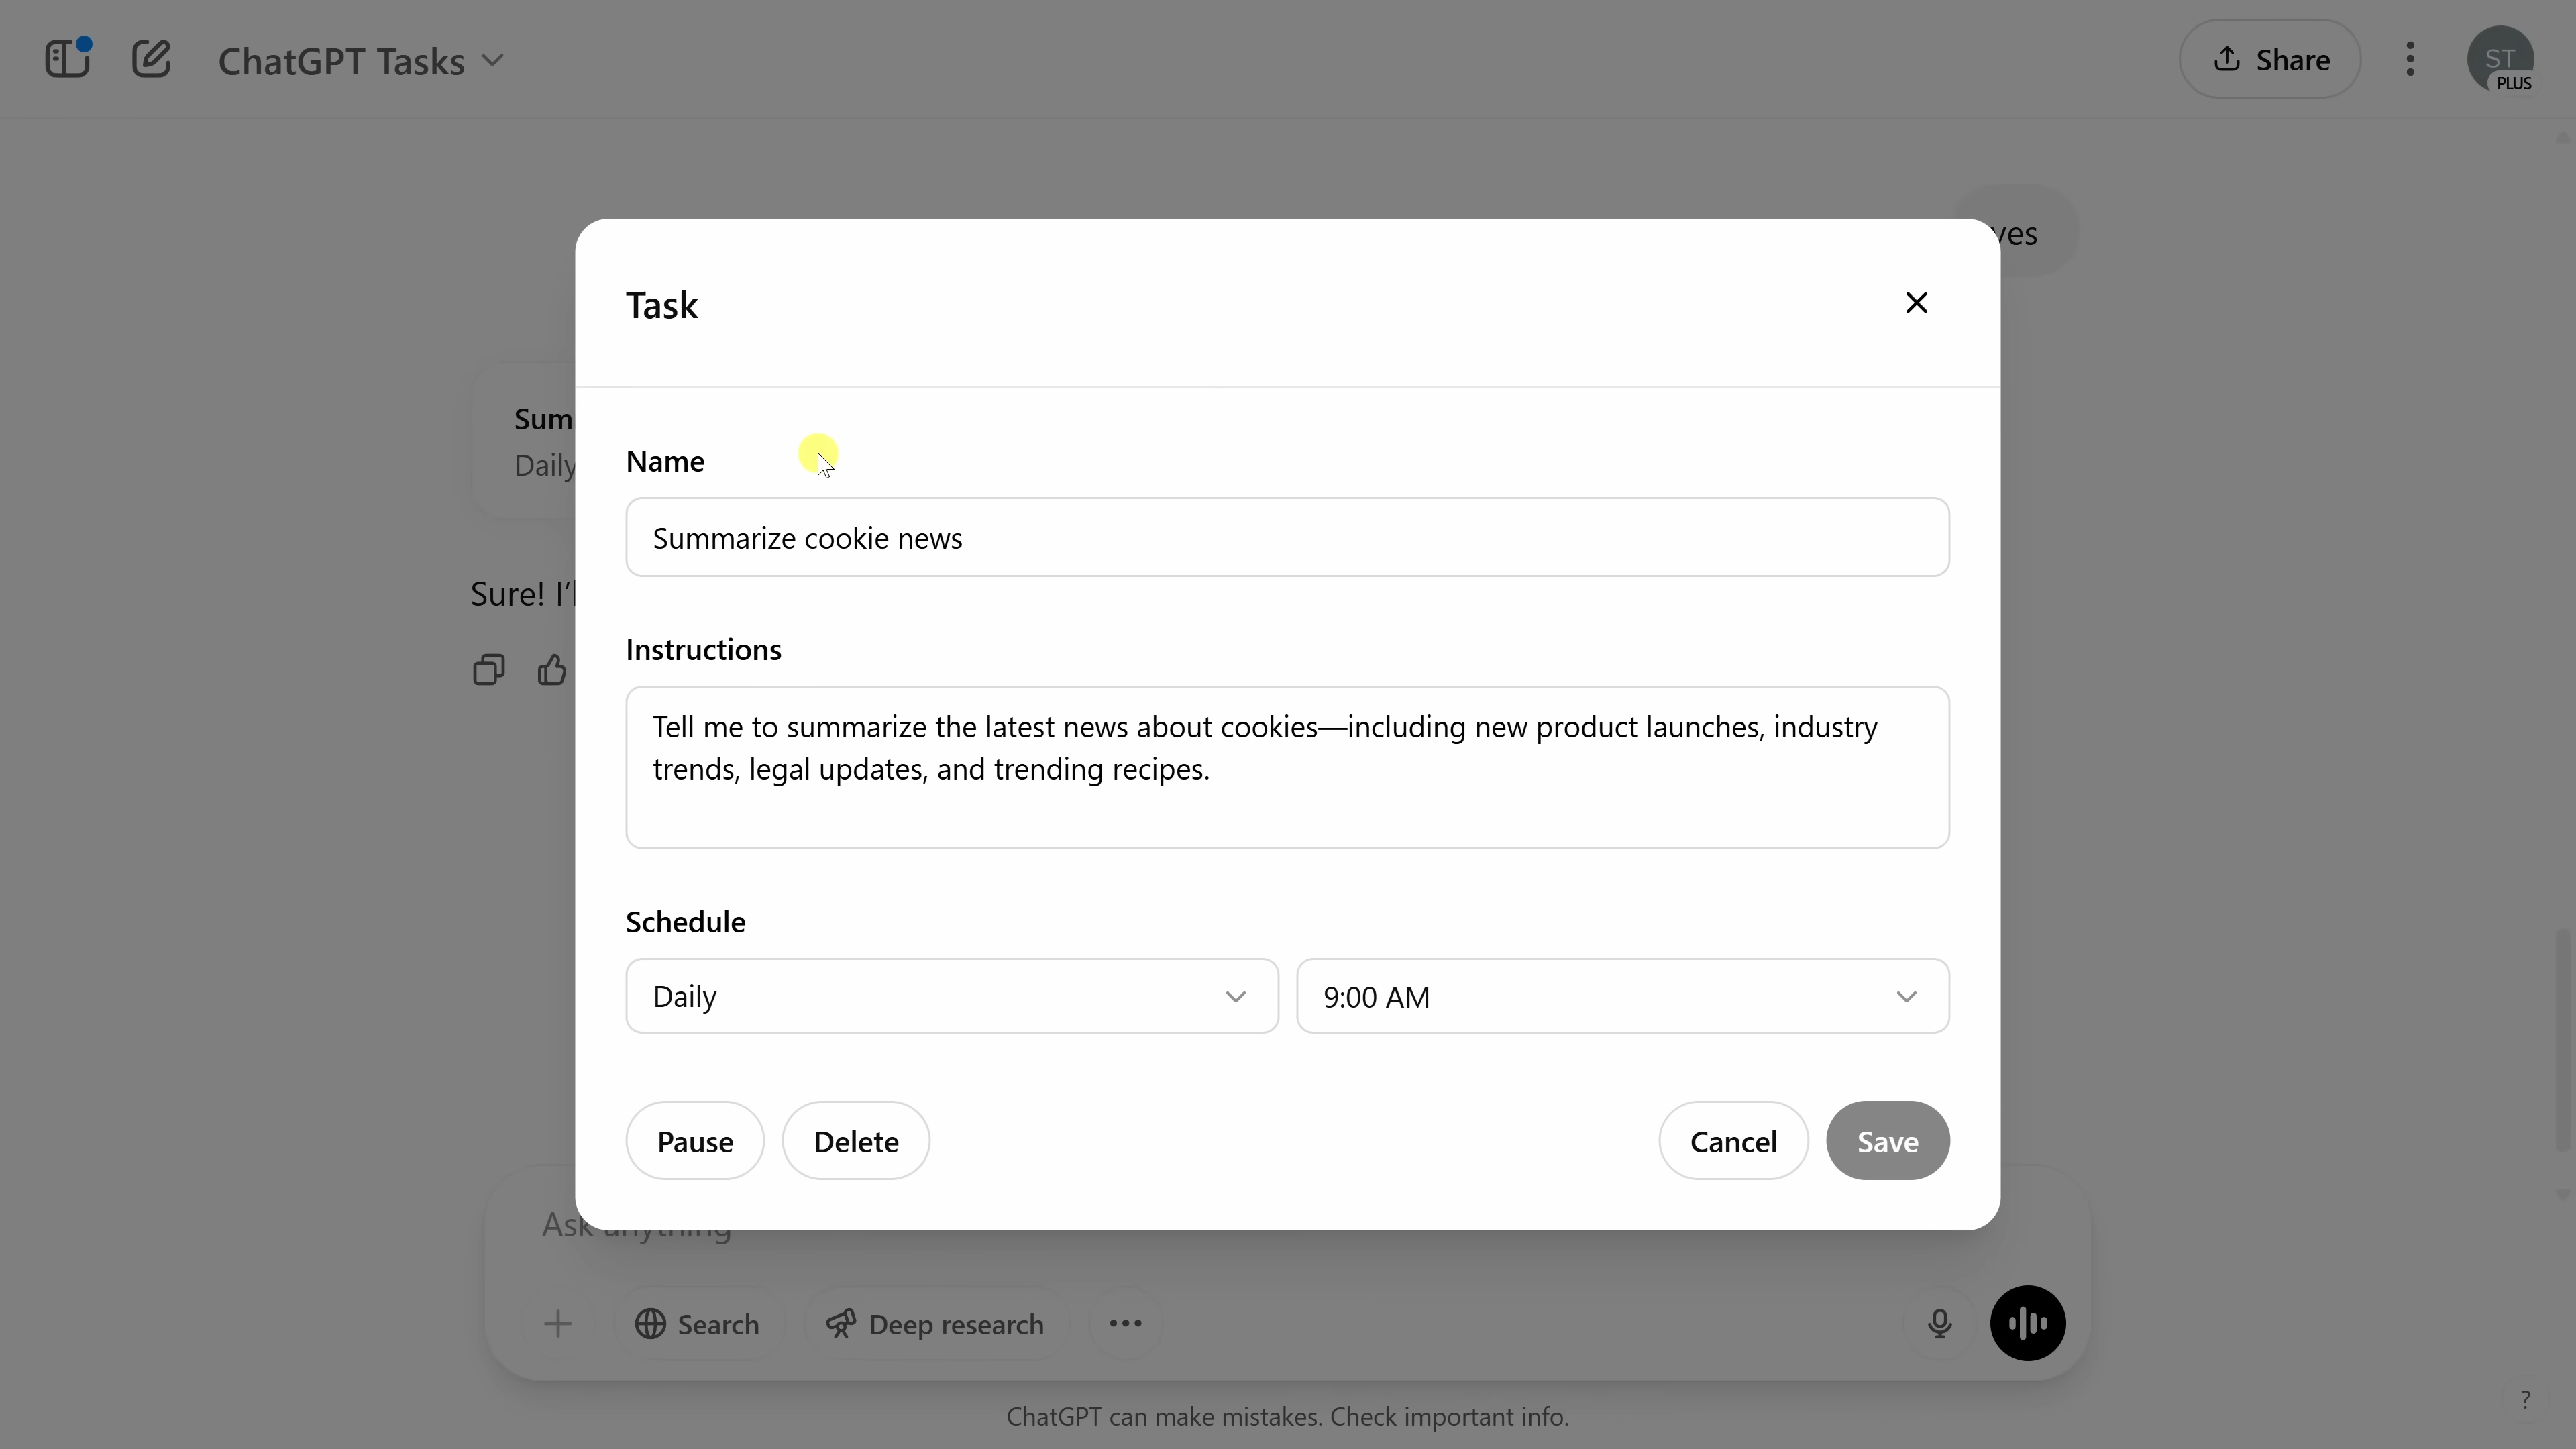 ChatGPT Tasks
Share
ST
PLUS
yes
Task
Sum
Daily
Name
Summarize cookie news
Sure! I’l
Instructions
Tell me to summarize the latest news about cookies—including new product launches, industry
trends, legal updates, and trending recipes.
Schedule
Daily
9:00 AM
Pause
Delete
Cancel
Save
Ask anything
Search
Deep research
ChatGPT can make mistakes. Check important info.
?